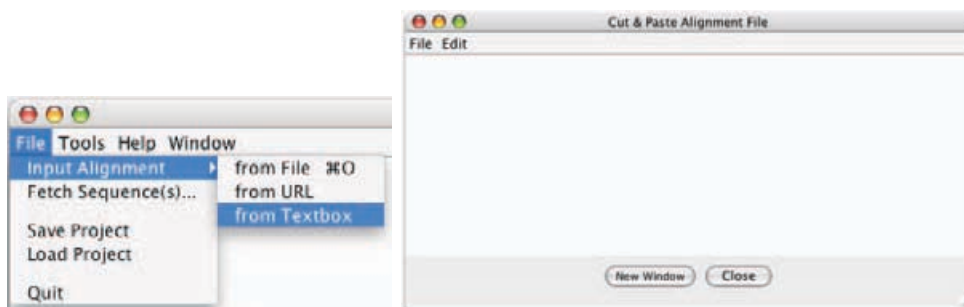 File Tools Help Window
Input Alignment
from File ⌘O
Fetch Sequence(s)...
from URL
from Textbox
Save Project
Load Project
Quit
Cut & Paste Alignment File
File Edit
New Window Close